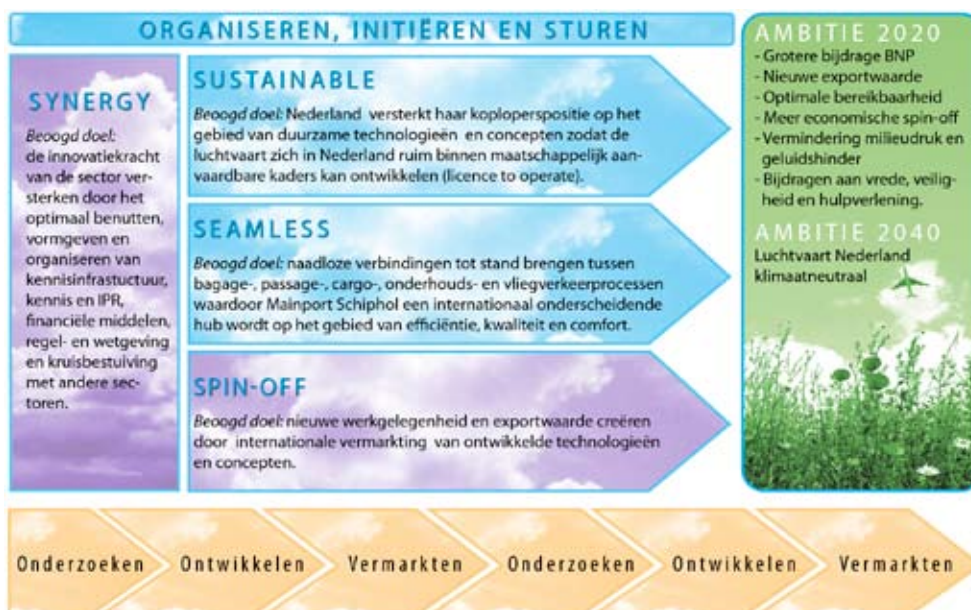 ORGANISEREN, INITIËREN EN STUREN
SYNERGY
Beoogd doel:
de innovatiekracht
van de sector ver-
sterken door het
optimaal benutten,
vormgeven en
organiseren van
kennisinfrastuctuur,
kennis en IPR,
financiële middelen,
regel- en wetgeving
en kruisbestuiving
met andere sec-
toren.
SUSTAINABLE
Beoogd doel: Nederland versterkt haar koploperspositie op het
gebied van duurzame technologieën en concepten zodat de
luchtvaart zich in Nederland ruim binnen maatschappelijk aan-
vaardbare kaders kan ontwikkelen (licence to operate).
SEAMLESS
Beoogd doel: naadloze verbindingen tot stand brengen tussen
bagage-, passage-, cargo-, onderhouds- en vliegverkeerprocessen
waardoor Mainport Schiphol een internationaal onderscheidende
hub wordt op het gebied van efficiëntie, kwaliteit en comfort.
SPIN-OFF
Beoogd doel: nieuwe werkgelegenheid en exportwaarde creëren
door internationale vermarkting van ontwikkelde technologieën
en concepten.
AMBITIE 2020
- Grotere bijdrage BNP
- Nieuwe exportwaarde
- Optimale bereikbaarheid
- Meer economische spin-off
- Vermindering milieudruk en
geluidshinder
- Bijdragen aan vrede, veilig-
heid en hulpverlening.
AMBITIE 2040
Luchtvaart Nederland
klimaatneutraal
Onderzoeken Ontwikkelen Vermarkten Onderzoeken Ontwikkelen Vermarkten